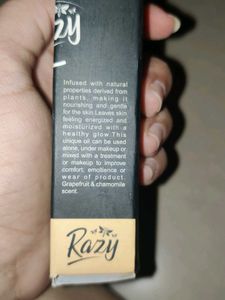 Razy
Infused with natural
properties derived from
plants, making it
nourishing and gentle
for the skin.Leaves skin
feeling energized and
moisturized with a
healthy glow.This
unique oil can be used
alone, under makeup or
mixed with a treatment
or makeup to improve
comfort, emollience or
wear of product.
Grapefruit & chamomile
scent.
Razy